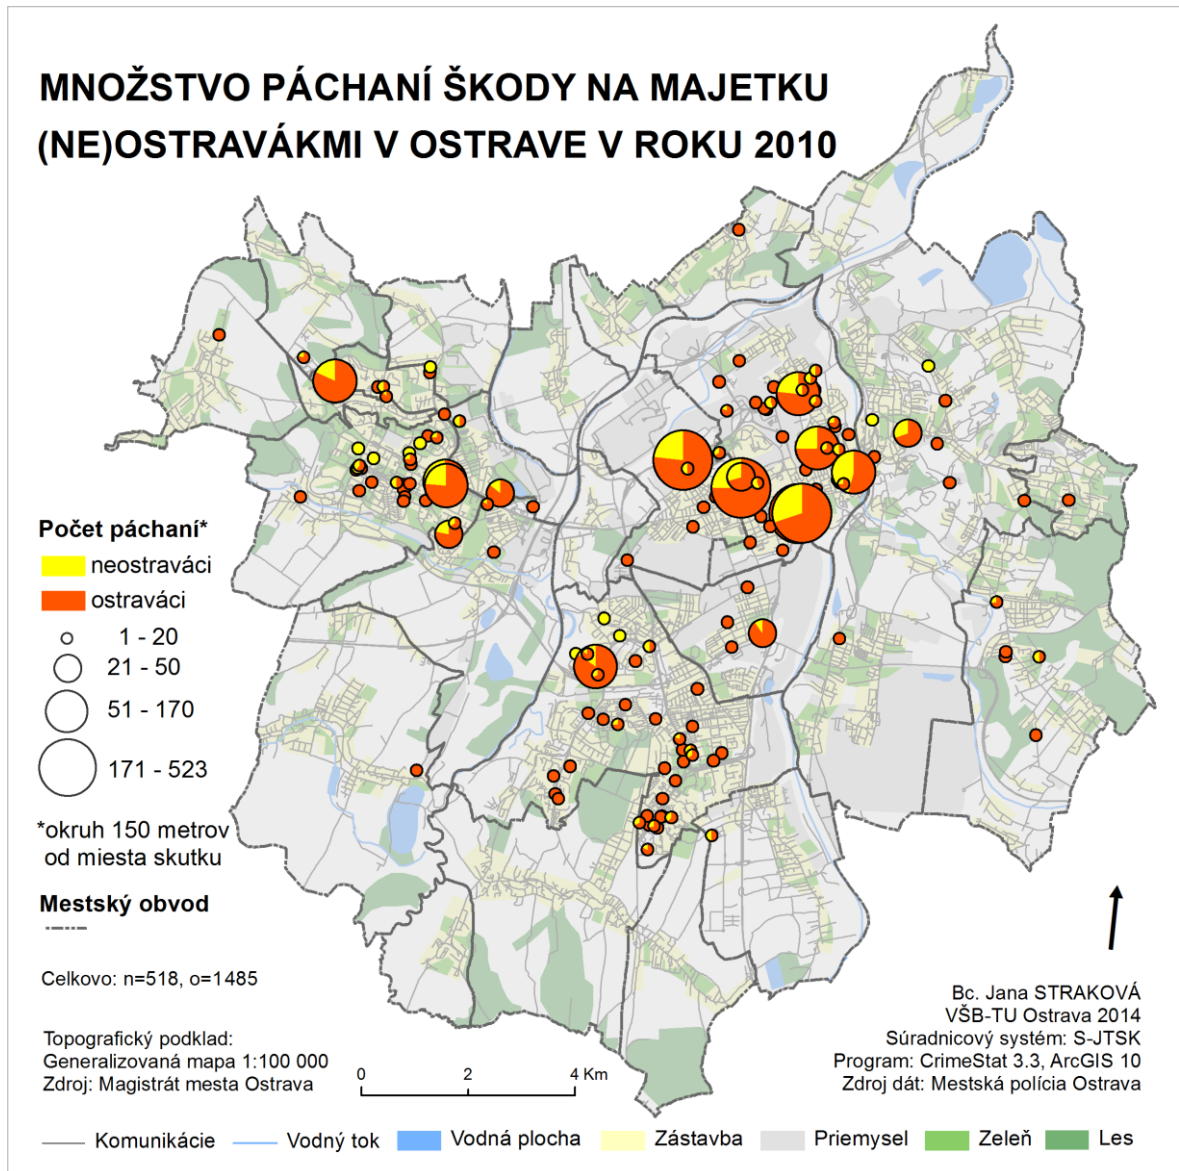 MNOŽSTVO PÁCHANÍ ŠKODY NA MAJETKU
(NE)OSTRAVÁKMI V OSTRAVE V ROKU 2010
Počet páchaní*
neostraváci
ostraváci
1 - 20
21 - 50
51 - 170
171 - 523
*okruh 150 metrov
od miesta skutku
Mestský obvod
Celkovo: n=518, o=1485
Topografický podklad:
Generalizovaná mapa 1:100 000
Zdroj: Magistrát mesta Ostrava
0 2 4 Km
Bc. Jana STRAKOVÁ
VŠB-TU Ostrava 2014
Súradnicový systém: S-JTSK
Program: CrimeStat 3.3, ArcGIS 10
Zdroj dát: Mestská polícia Ostrava
Komunikácie Vodný tok Vodná plocha Zástavba Priemysel Zeleň Les